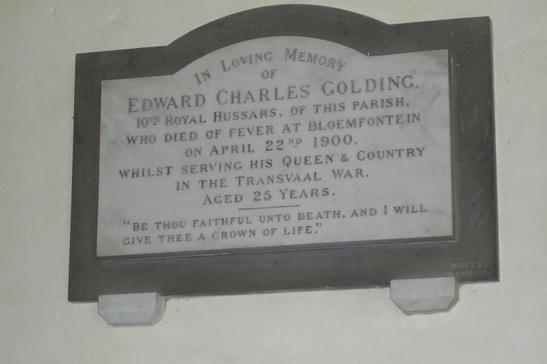 IN LOVING MEMORY
OF
EDWARD CHARLES GOLDING,
10TH ROYAL HUSSARS, OF THIS PARISH,
WHO DIED OF FEVER AT BLOEMFONTEIN
ON APRIL 22ND 1900,
WHILST SERVING HIS QUEEN & COUNTRY
IN THE TRANSVAAL WAR.
AGED 25 YEARS.
"BE THOU FAITHFUL UNTO DEATH, AND I WILL
GIVE THEE A CROWN OF LIFE."
WATTS